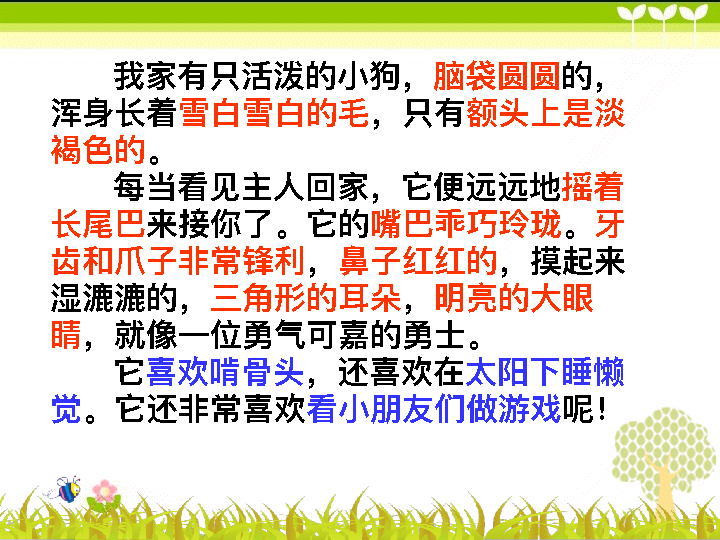 我家有只活泼的小狗，脑袋圆圆的，
浑身长着雪白雪白的毛，只有额头上是淡
褐色的。
每当看见主人回家，它便远远地摇着
长尾巴来接你了。它的嘴巴乖巧玲珑。牙
齿和爪子非常锋利，鼻子红红的，摸起来
湿漉漉的，三角形的耳朵，明亮的大眼
睛，就像一位勇气可嘉的勇士。
它喜欢啃骨头，还喜欢在太阳下睡懒
觉。它还非常喜欢看小朋友们做游戏呢！